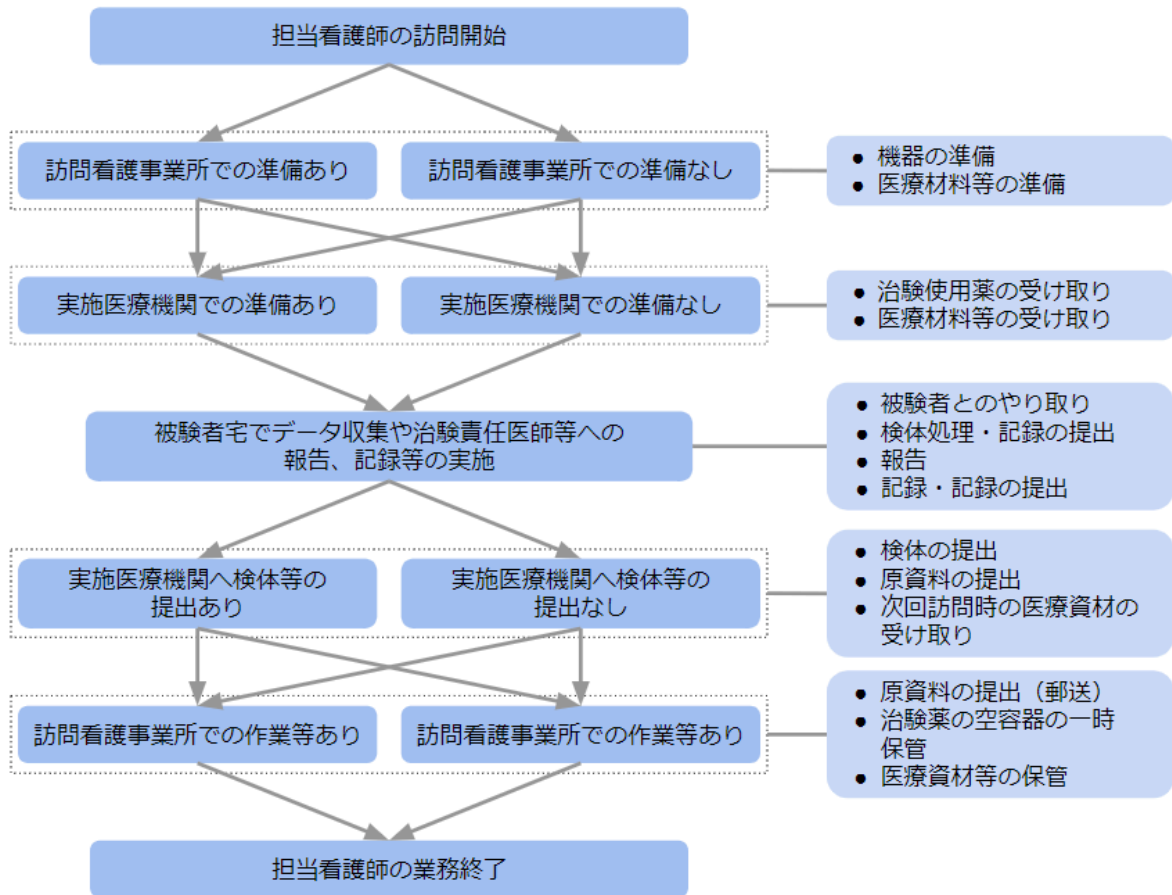 担当看護師の訪問開始
訪問看護事業所での準備あり
訪問看護事業所での準備なし
● 機器の準備
● 医療材料等の準備
実施医療機関での準備あり
実施医療機関での準備なし
● 治験使用薬の受け取り
● 医療材料等の受け取り
被験者宅でデータ収集や治験責任医師等への
報告、記録等の実施
● 被験者とのやり取り
● 検体処理・記録の提出
● 報告
● 記録・記録の提出
実施医療機関へ検体等の
提出あり
実施医療機関へ検体等の
提出なし
● 検体の提出
● 原資料の提出
● 次回訪問時の医療資材の
受け取り
訪問看護事業所での作業等あり
訪問看護事業所での作業等あり
● 原資料の提出（郵送）
● 治験薬の空容器の一時
保管
● 医療資材等の保管
担当看護師の業務終了